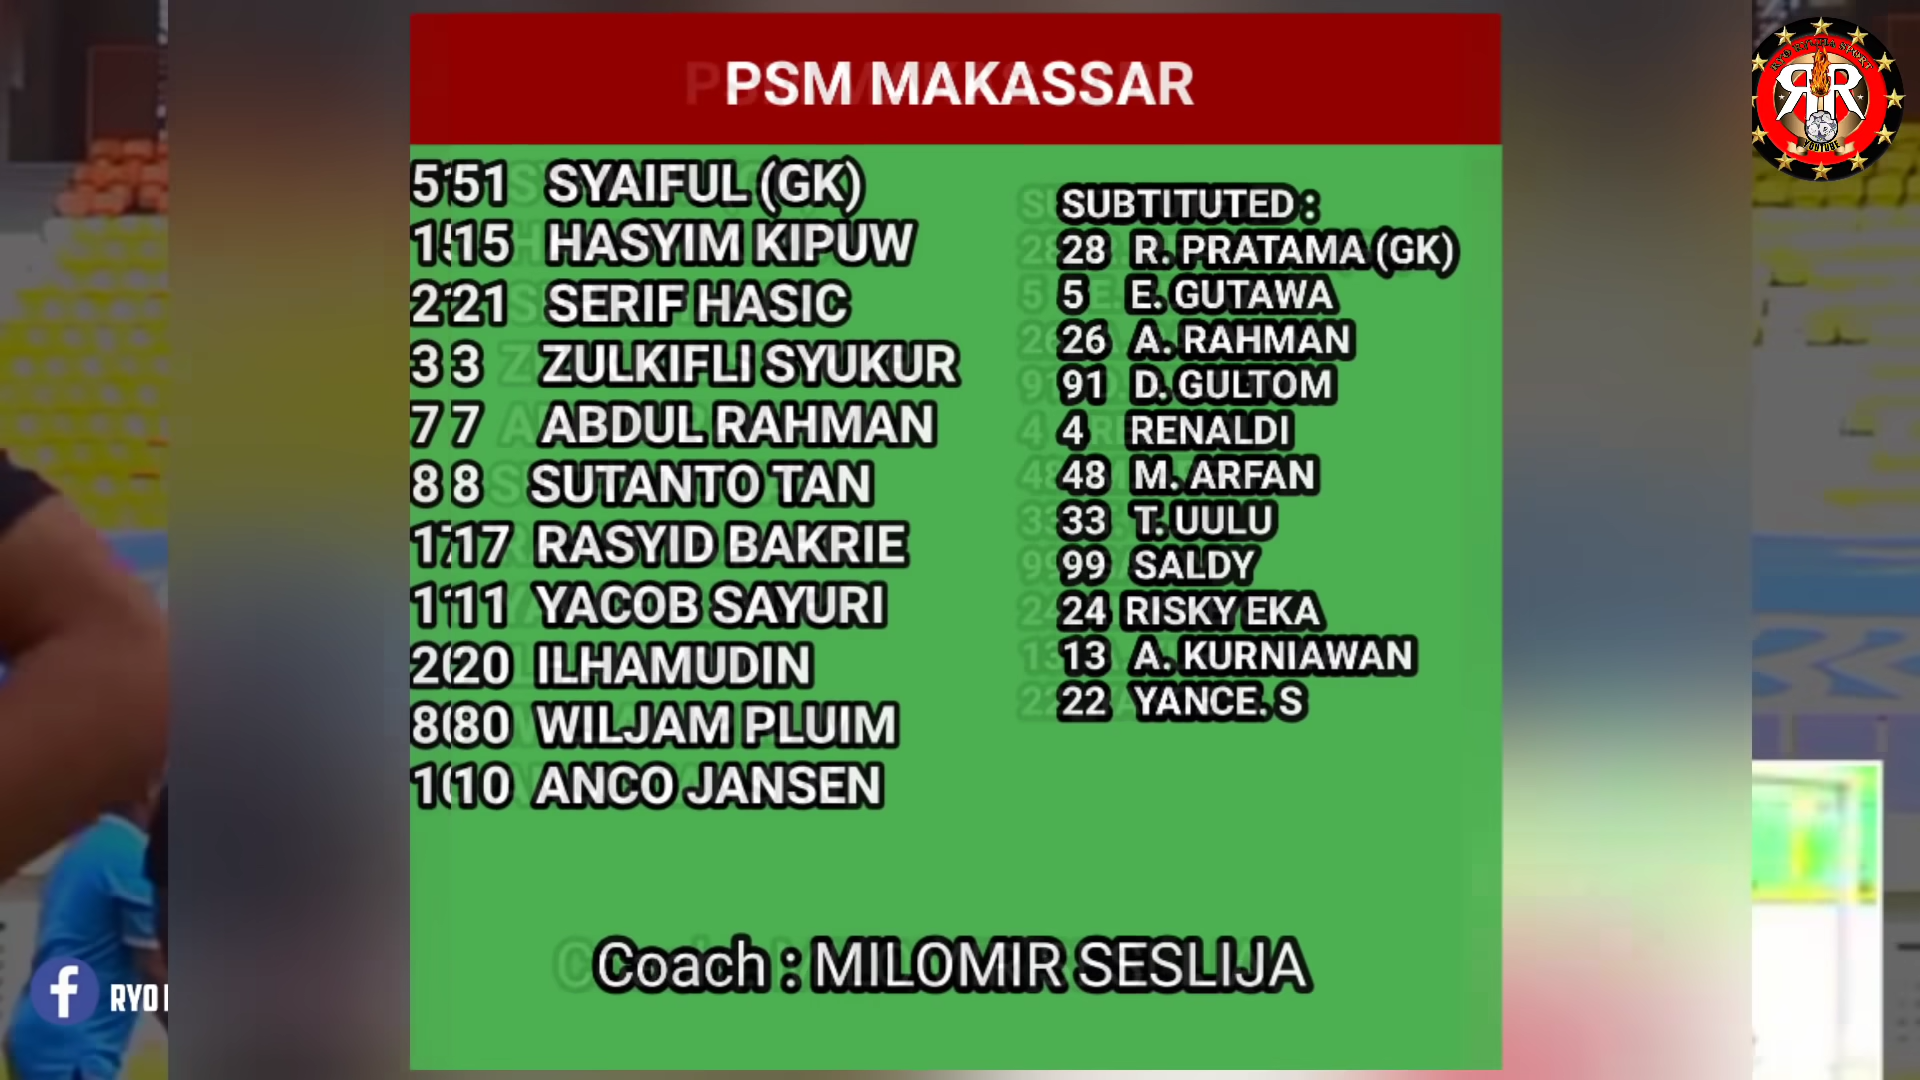 PSM MAKASSAR
51 SYAIFUL (GK)
15 HASYIM KIPUW
21 SERIF HASIC
3 ZULKIFLI SYUKUR
7 ABDUL RAHMAN
8 SUTANTO TAN
17 RASYID BAKRIE
11 YACOB SAYURI
20 ILHAMUDIN
80 WILJAM PLUIM
10 ANCO JANSEN
SUBTITUTED :
28 R. PRATAMA (GK)
5 E. GUTAWA
26 A. RAHMAN
91 D. GULTOM
4 RENALDI
48 M. ARFAN
33 T. UULU
99 SALDY
24 RISKY EKA
13 A. KURNIAWAN
22 YANCE. S
Coach : MILOMIR SESLIJA
RYO
RR
YOUTUBE